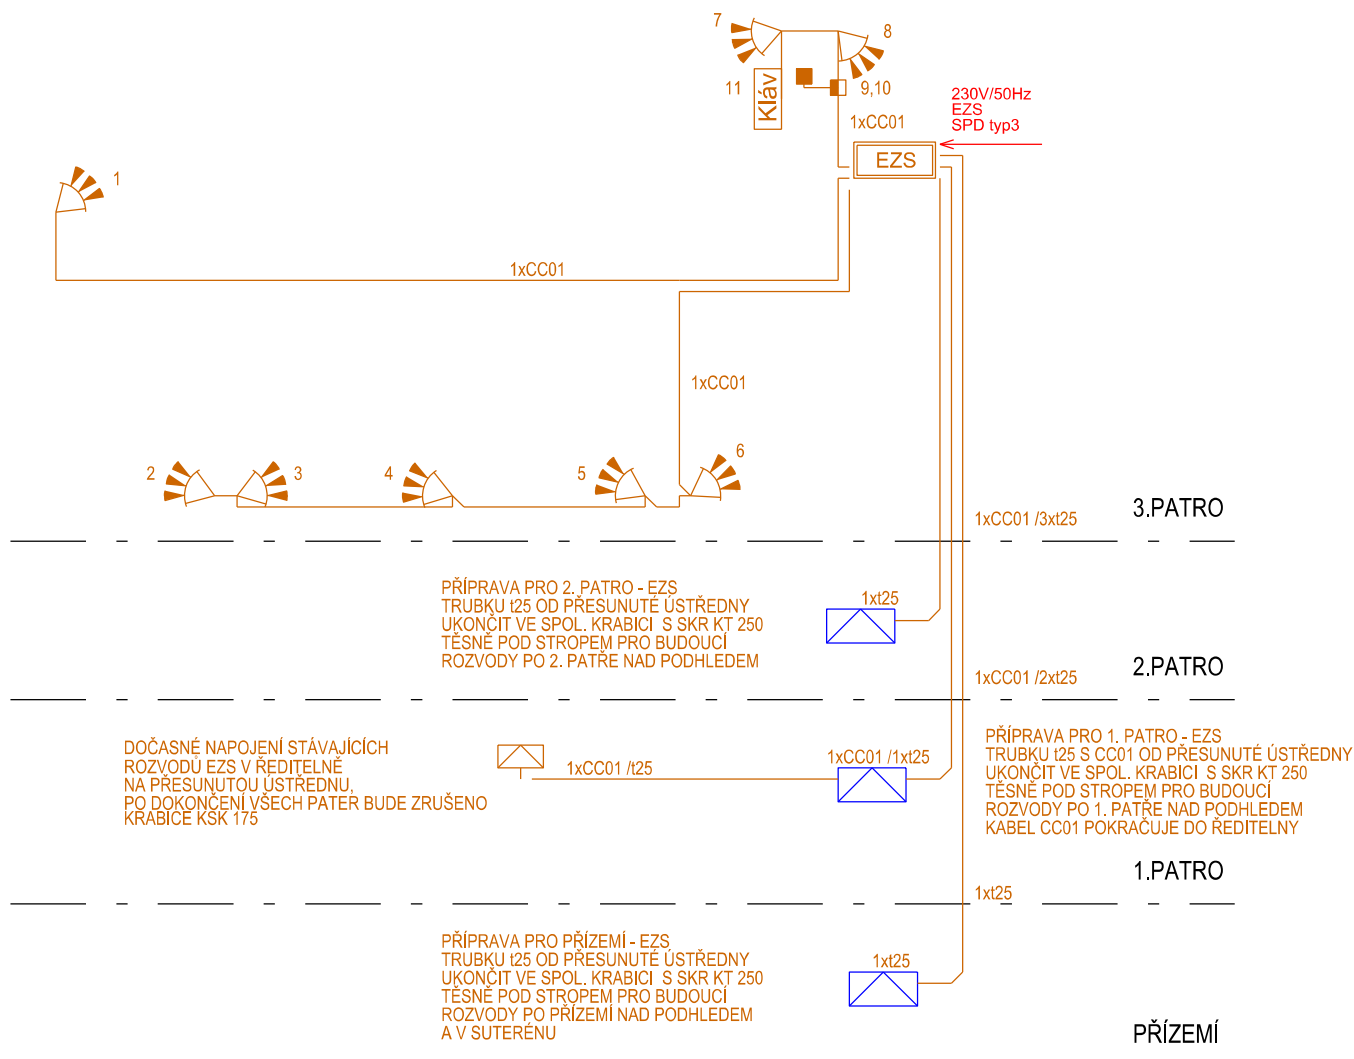 7
8
11
Kláv
9,10
230V/50Hz
EZS
SPD typ3
1xCC01
EZS
1
1xCC01
1xCC01
2
3
4
5
6
1xCC01 /3xt25
3.PATRO
PŘÍPRAVA PRO 2. PATRO - EZS
TRUBKU t25 OD PŘESUNUTÉ ÚSTŘEDNY
UKONČIT VE SPOL. KRABICI S SKR KT 250
TĚSNĚ POD STROPEM PRO BUDOUCÍ
ROZVODY PO 2. PATŘE NAD PODHLEDEM
1xt25
2.PATRO
1xCC01 /2xt25
DOČASNÉ NAPOJENÍ STÁVAJÍCÍCH
ROZVODŮ EZS V ŘEDITELNĚ
NA PŘESUNUTOU ÚSTŘEDNU,
PO DOKONČENÍ VŠECH PATER BUDE ZRUŠENO
KRABICE KSK 175
1xCC01 /t25
1xCC01 /1xt25
PŘÍPRAVA PRO 1. PATRO - EZS
TRUBKU t25 S CC01 OD PŘESUNUTÉ ÚSTŘEDNY
UKONČIT VE SPOL. KRABICI S SKR KT 250
TĚSNĚ POD STROPEM PRO BUDOUCÍ
ROZVODY PO 1. PATŘE NAD PODHLEDEM
KABEL CC01 POKRAČUJE DO ŘEDITELNY
1.PATRO
1xt25
PŘÍPRAVA PRO PŘÍZEMÍ - EZS
TRUBKU t25 OD PŘESUNUTÉ ÚSTŘEDNY
UKONČIT VE SPOL. KRABICI S SKR KT 250
TĚSNĚ POD STROPEM PRO BUDOUCÍ
ROZVODY PO PŘÍZEMÍ NAD PODHLEDEM
A V SUTERÉNU
1xt25
PŘÍZEMÍ